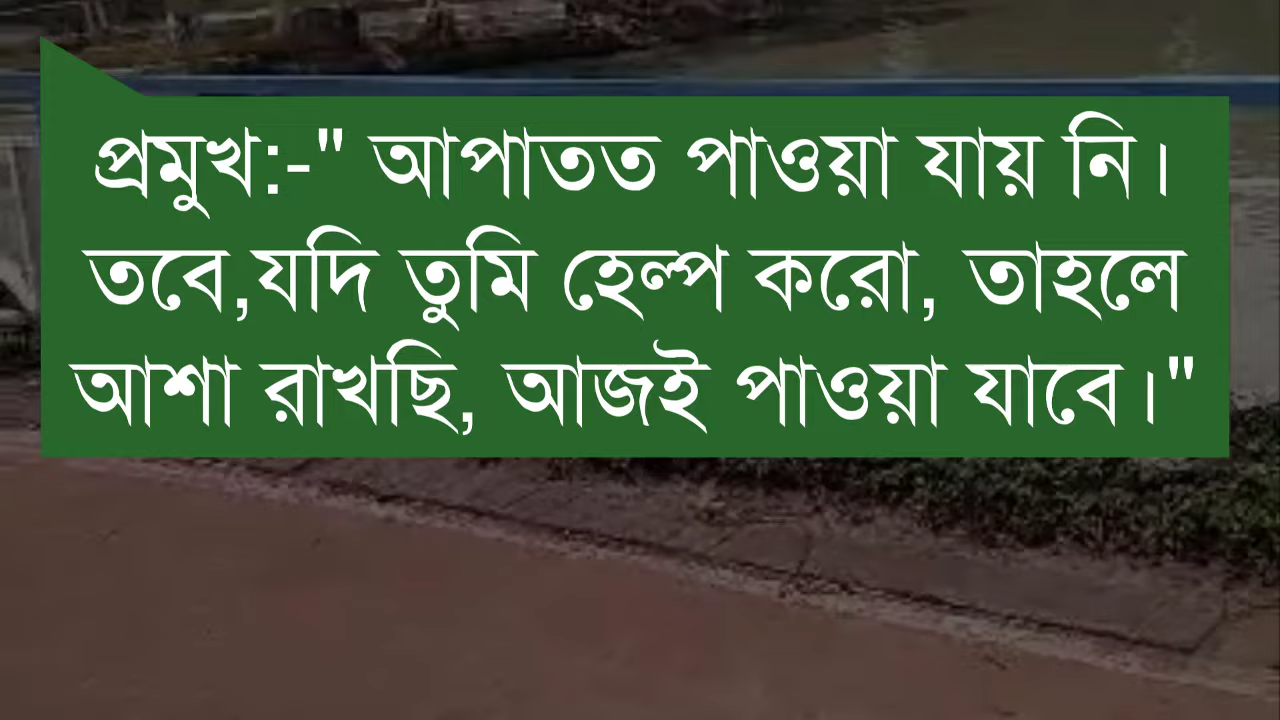 প্রমুখ:-" আপাতত পাওয়া যায় নি।
তবে,যদি তুমি হেল্প করো, তাহলে
আশা রাখছি, আজই পাওয়া যাবে।"